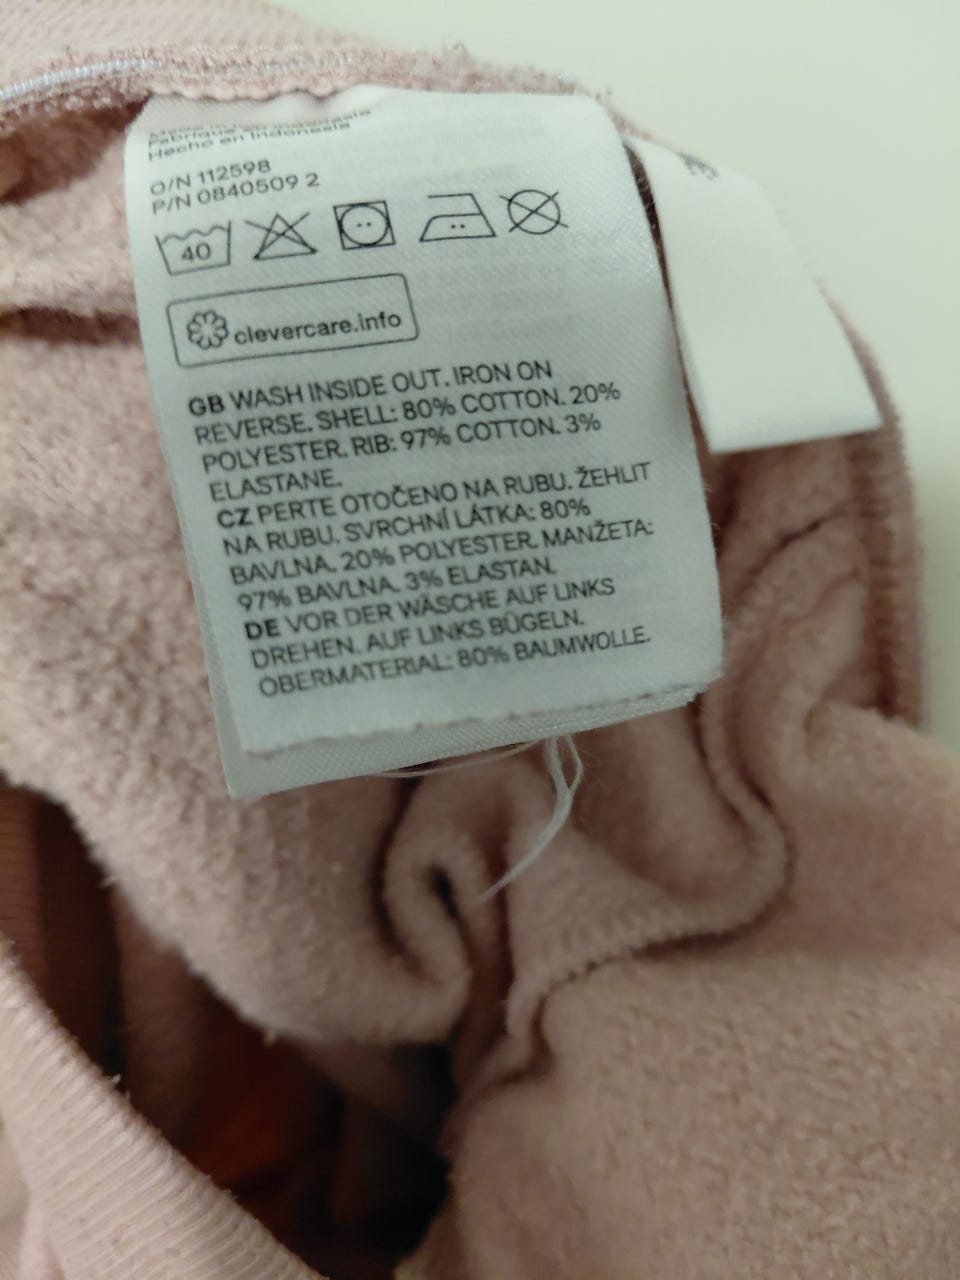 Fabriqué en Indonésie
Hecho en Indonesia
O/N 112598
P/N 0840509 2
40
clevercare.info
GB WASH INSIDE OUT. IRON ON
REVERSE. SHELL: 80% COTTON. 20%
POLYESTER. RIB: 97% COTTON. 3%
ELASTANE.
CZ PERTE OTOČENO NA RUBU. ŽEHLIT
NA RUBU. SVRCHNÍ LÁTKA: 80%
BAVLNA. 20% POLYESTER. MANŽETA:
97% BAVLNA. 3% ELASTAN.
DE VOR DER WÄSCHE AUF LINKS
DREHEN. AUF LINKS BÜGELN.
OBERMATERIAL: 80% BAUMWOLLE.